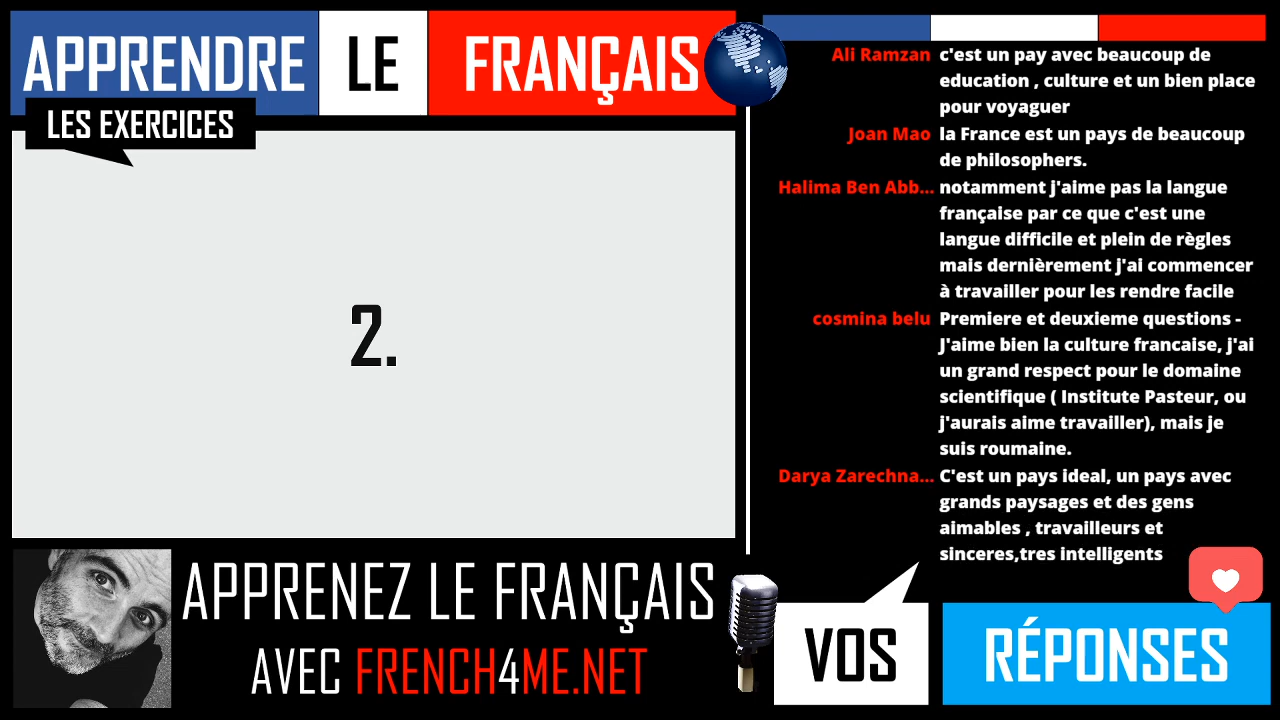 APPRENDRE LE FRANÇAIS
LES EXERCICES
2.
APPRENEZ LE FRANÇAIS
AVEC FRENCH4ME.NET
Ali Ramzan c'est un pay avec beaucoup de
education , culture et un bien place
pour voyaguer
Joan Mao la France est un pays de beaucoup
de philosophers.
Halima Ben Abb... notamment j'aime pas la langue
française par ce que c'est une
langue difficile et plein de règles
mais dernièrement j'ai commencer
à travailler pour les rendre facile
cosmina belu Premiere et deuxieme questions -
J'aime bien la culture francaise, j'ai
un grand respect pour le domaine
scientifique ( Institute Pasteur, ou
j'aurais aime travailler), mais je
suis roumaine.
Darya Zarechna... C'est un pays ideal, un pays avec
grands paysages et des gens
aimables , travailleurs et
sinceres,tres intelligents
VOS RÉPONSES